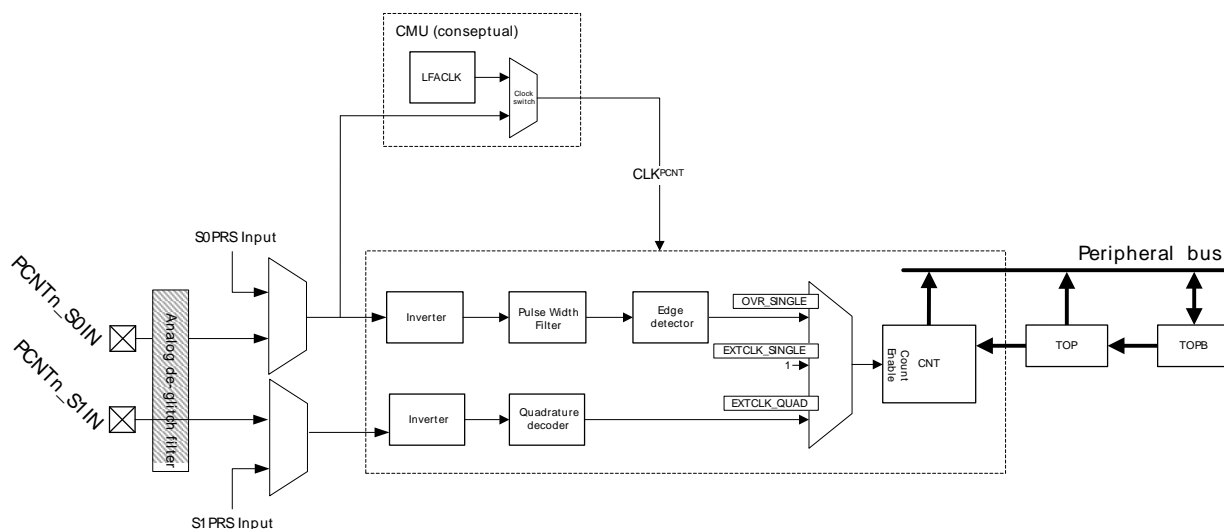 CMU (conseptual)
LFACLK
Clock
switch
CLKPCNT
S0PRS Input
Peripheral bus
PCNTn_S0IN
Analog de-glitch filter
Inverter
Pulse Width
Filter
Edge
detector
OVR_SINGLE
EXTCLK_SINGLE
1
Count
Enable
CNT
TOP
TOPB
PCNTn_S1IN
Inverter
Quadrature
decoder
EXTCLK_QUAD
S1PRS Input